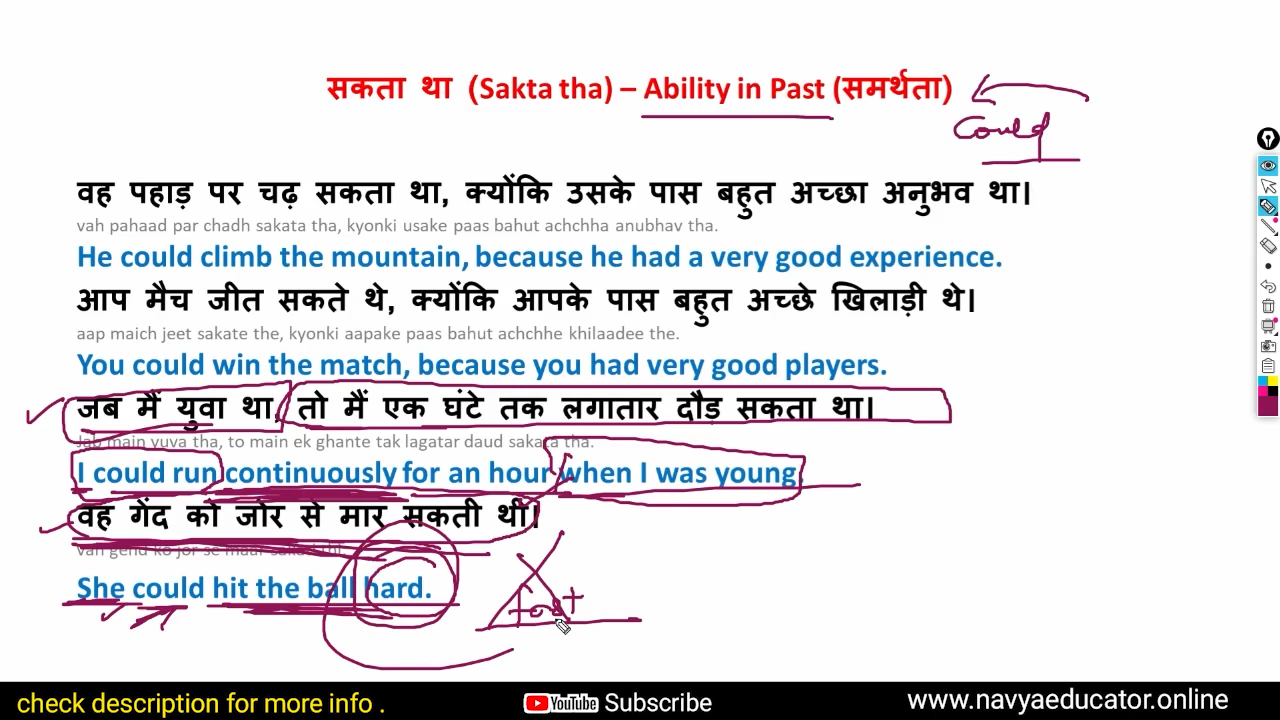 सकता था (Sakta tha) – Ability in Past (समर्थता)
Could
वह पहाड़ पर चढ़ सकता था, क्योंकि उसके पास बहुत अच्छा अनुभव था।
vah pahaad par chadh sakata tha, kyonki usake paas bahut achchha anubhav tha.
He could climb the mountain, because he had a very good experience.
आप मैच जीत सकते थे, क्योंकि आपके पास बहुत अच्छे खिलाड़ी थे।
aap maich jeet sakate the, kyonki aapake paas bahut achchhe khilaadee the.
You could win the match, because you had very good players.
जब मैं युवा था, तो मैं एक घंटे तक लगातार दौड़ सकता था।
Jab main yuva tha, to main ek ghante tak lagatar daud sakata tha.
I could run continuously for an hour when I was young.
वह गेंद को जोर से मार सकती थी।
She could hit the ball hard.
check description for more info .
YouTube Subscribe
www.navyaeducator.online